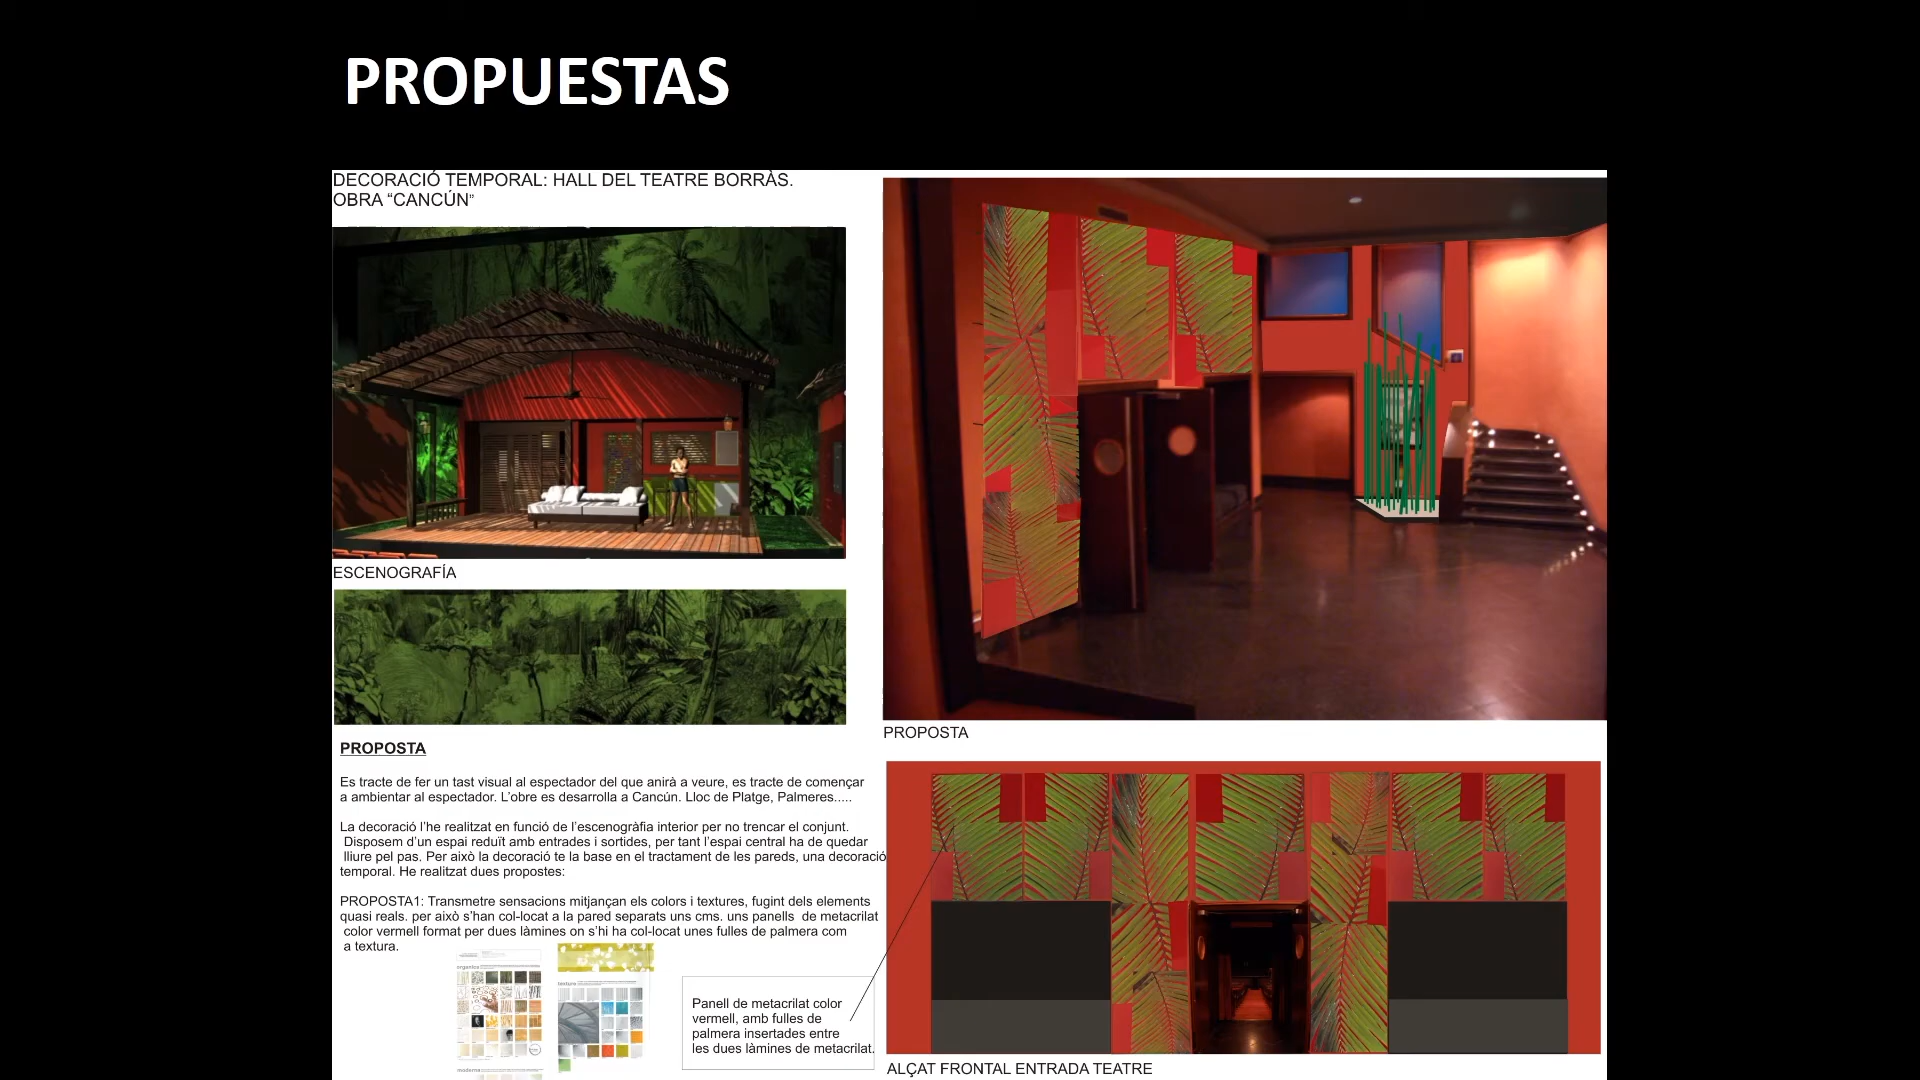 PROPUESTAS
DECORACIÓ TEMPORAL: HALL DEL TEATRE BORRÀS.
OBRA “CANCÚN”
ESCENOGRAFÍA
PROPOSTA
Es tracte de fer un tast visual al espectador del que anirà a veure, es tracte de començar
a ambientar al espectador. L’obre es desarrolla a Cancún. Lloc de Platge, Palmeres.....
La decoració l’he realitzat en funció de l’escenogràfia interior per no trencar el conjunt.
Disposem d’un espai reduït amb entrades i sortides, per tant l’espai central ha de quedar
lliure pel pas. Per això la decoració te la base en el tractament de les parets, una decoració
temporal. He realitzat dues propostes:
PROPOSTA1: Transmetre sensacions mitjançan els colors i textures, fugint dels elements
quasi reals. per això s’han col-locat a la pared separats uns cms. uns panells de metacrilat
color vermell format per dues làmines on s’hi ha col-locat unes fulles de palmera com
a textura.
organics
texture
moderns
Panell de metacrilat color
vermell, amb fulles de
palmera insertades entre
les dues làmines de metacrilat.
PROPOSTA
ALÇAT FRONTAL ENTRADA TEATRE